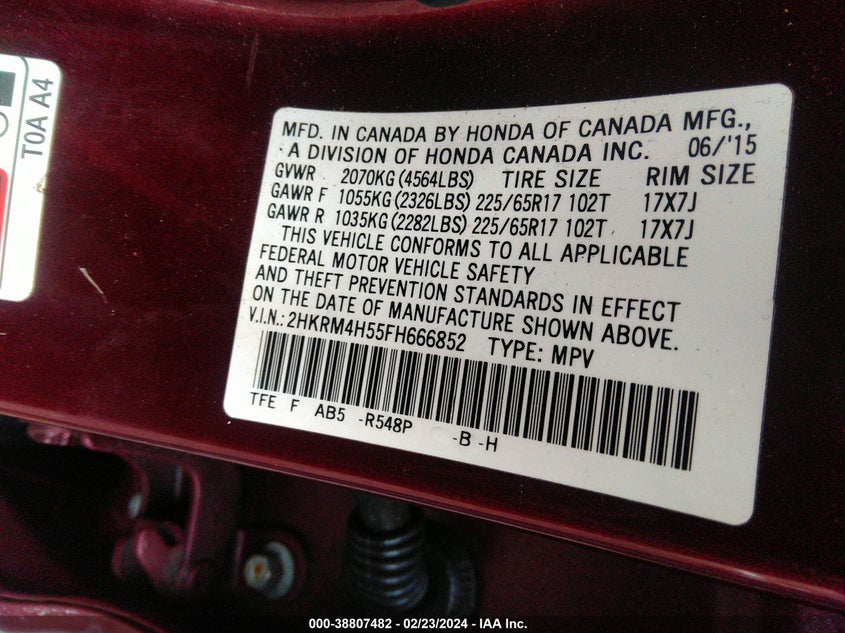 T0A A4
MFD. IN CANADA BY HONDA OF CANADA MFG.,
A DIVISION OF HONDA CANADA INC. 06/'15
GVWR 2070KG (4564LBS) TIRE SIZE RIM SIZE
GAWR F 1055KG (2326LBS) 225/65R17 102T 17X7J
GAWR R 1035KG (2282LBS) 225/65R17 102T 17X7J
THIS VEHICLE CONFORMS TO ALL APPLICABLE
FEDERAL MOTOR VEHICLE SAFETY
AND THEFT PREVENTION STANDARDS IN EFFECT
ON THE DATE OF MANUFACTURE SHOWN ABOVE.
V.I.N.: 2HKRM4H55FH666852 TYPE: MPV
TFE F AB5 -R548P -B -H
000-38807482 - 02/23/2024 - IAA Inc.